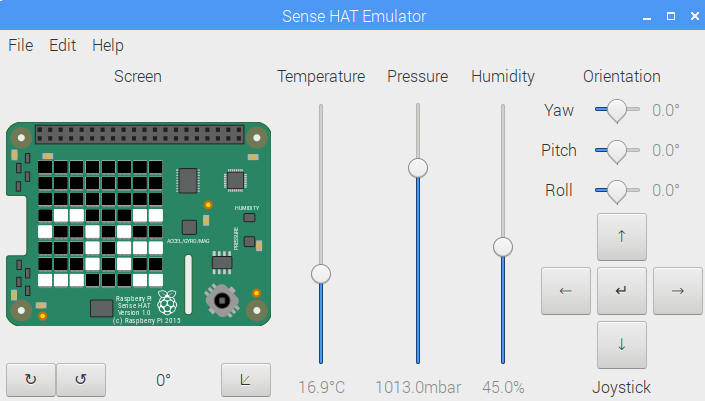 Sense HAT Emulator
File Edit Help
Screen Temperature Pressure Humidity Orientation
Yaw 0.0°
Pitch 0.0°
Roll 0.0°
HUMIDITY
PRESSURE
ACCEL/GYRO/MAG
Raspberry Pi
Sense HAT
Version 1.0
(c) Raspberry Pi 2015
↑
← ↵ →
↓
↻ ↺ 0° 16.9°C 1013.0mbar 45.0% Joystick